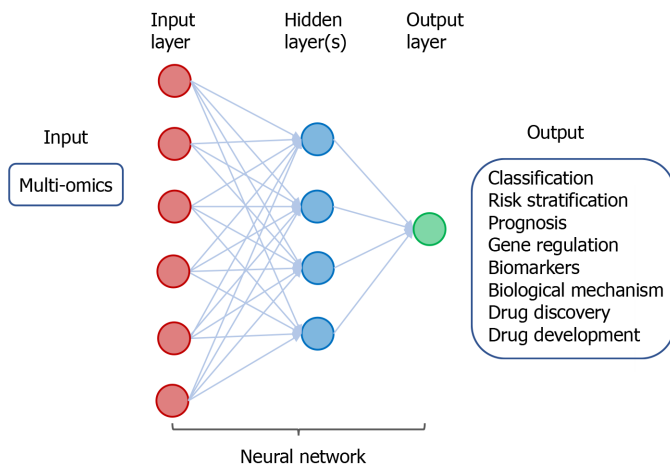 Input
layer
Hidden
layer(s)
Output
layer
Input
Multi-omics
Output
Classification
Risk stratification
Prognosis
Gene regulation
Biomarkers
Biological mechanism
Drug discovery
Drug development
Neural network